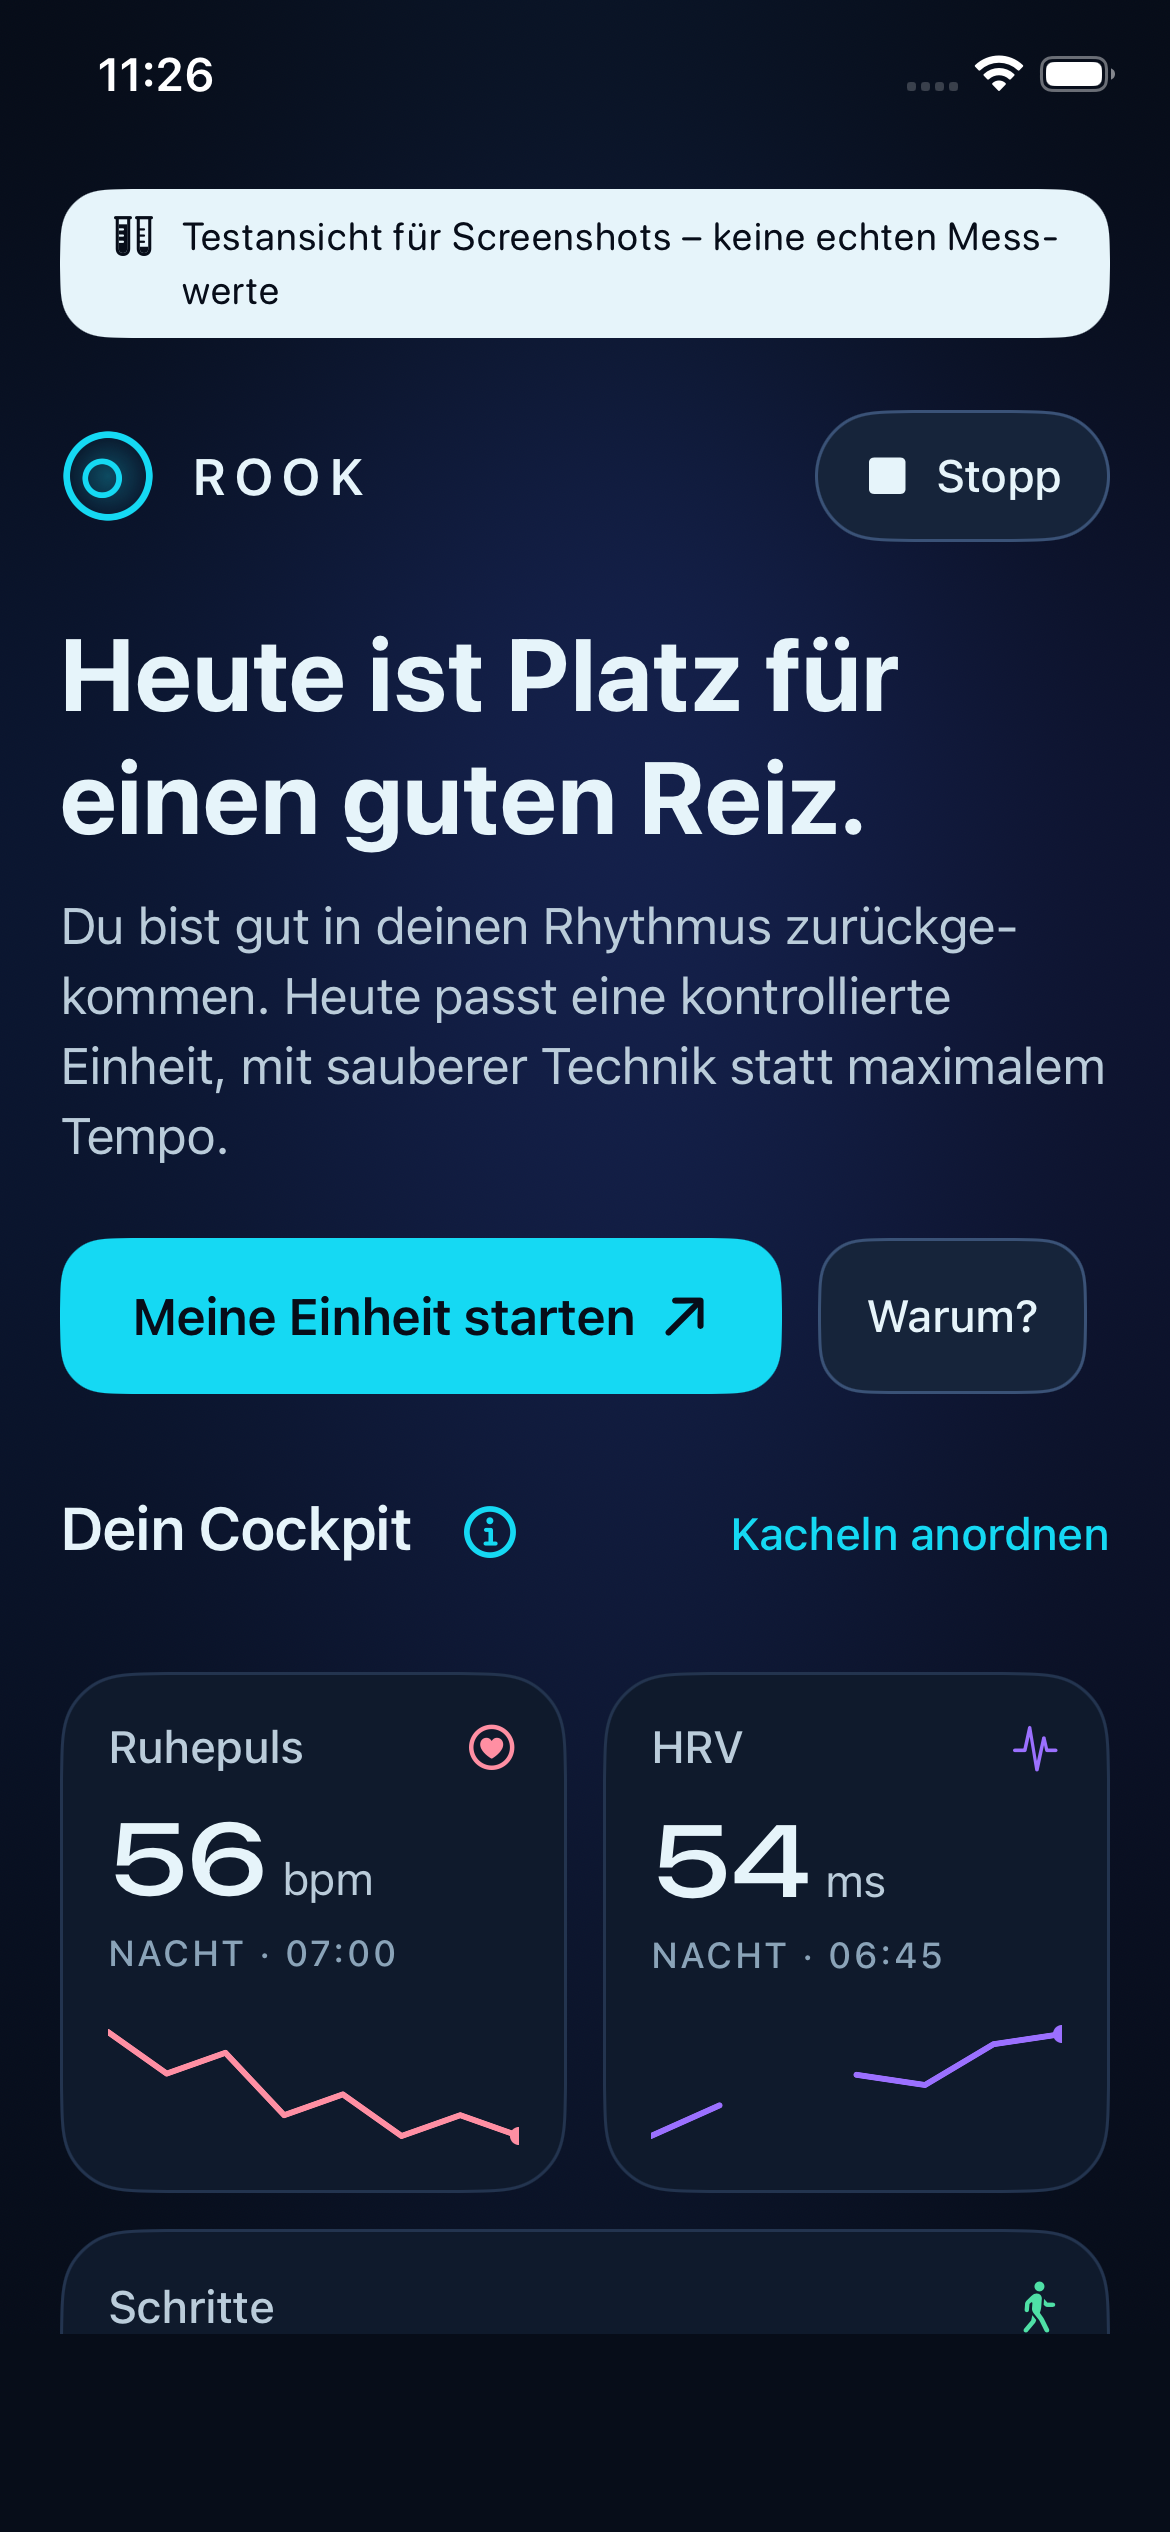 11:26
Testansicht für Screenshots – keine echten Mess-
werte
ROOK
Stopp
Heute ist Platz für
einen guten Reiz.
Du bist gut in deinen Rhythmus zurückge-
kommen. Heute passt eine kontrollierte
Einheit, mit sauberer Technik statt maximalem
Tempo.
Meine Einheit starten
Warum?
Dein Cockpit
Kacheln anordnen
Ruhepuls
56 bpm
NACHT · 07:00
HRV
54 ms
NACHT · 06:45
Schritte